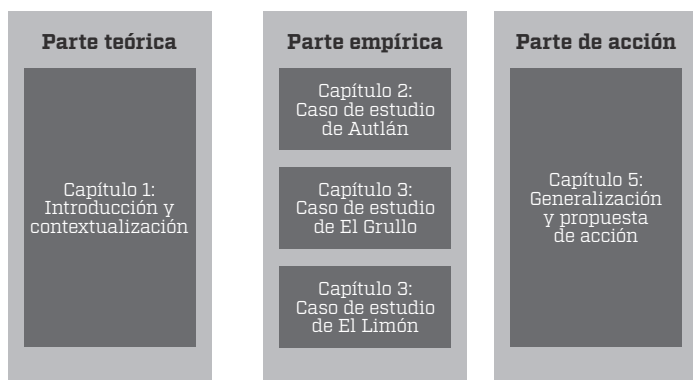 Parte teórica
Capítulo 1:
Introducción y
contextualización
Parte empírica
Capítulo 2:
Caso de estudio
de Autlán
Capítulo 3:
Caso de estudio
de El Grullo
Capítulo 3:
Caso de estudio
de El Limón
Parte de acción
Capítulo 5:
Generalización
y propuesta
de acción